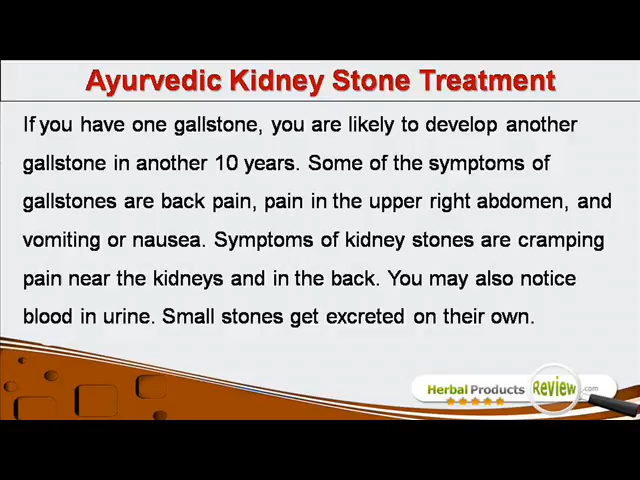 Ayurvedic Kidney Stone Treatment
If you have one gallstone, you are likely to develop another
gallstone in another 10 years. Some of the symptoms of
gallstones are back pain, pain in the upper right abdomen, and
vomiting or nausea. Symptoms of kidney stones are cramping
pain near the kidneys and in the back. You may also notice
blood in urine. Small stones get excreted on their own.
Herbal Products Review.com